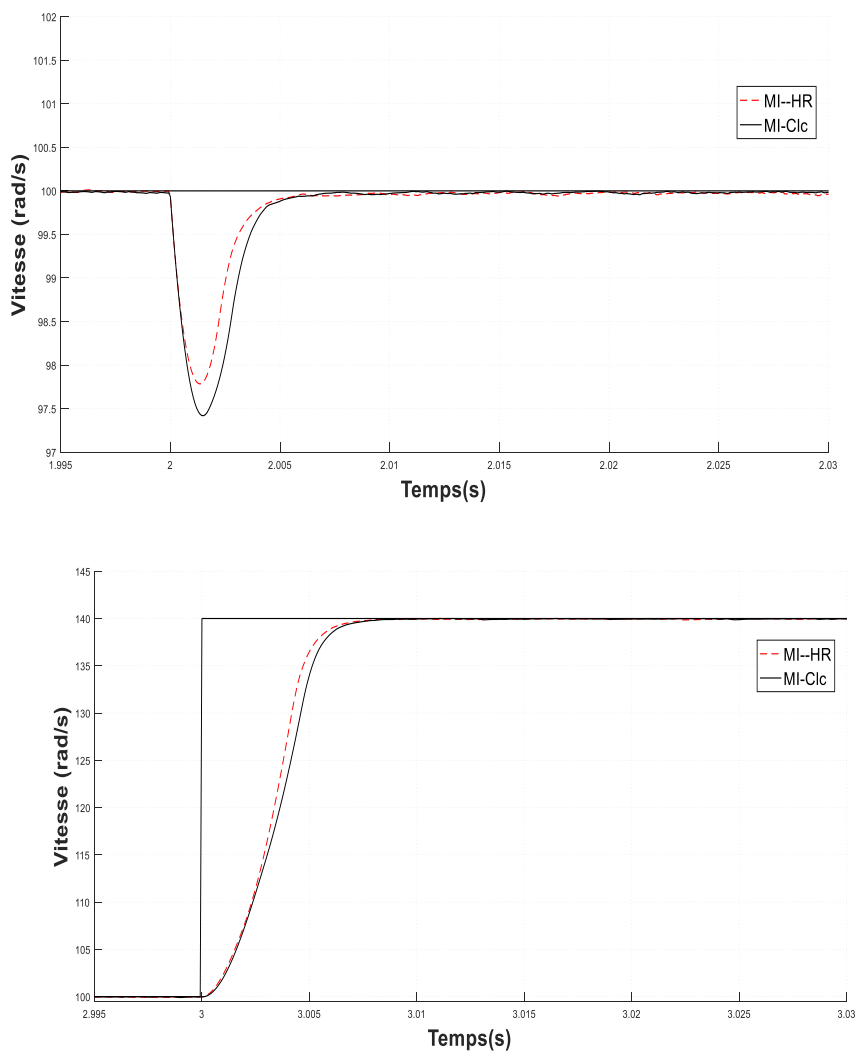 102
101.5
101
100.5
100
99.5
99
98.5
98
97.5
97
Vitesse (rad/s)
MI--HR
MI-Clc
1.995 2 2.005 2.01 2.015 2.02 2.025 2.03
Temps(s)
145
140
135
130
125
120
115
110
105
100
Vitesse (rad/s)
MI--HR
MI-Clc
2.995 3 3.005 3.01 3.015 3.02 3.025 3.03
Temps(s)